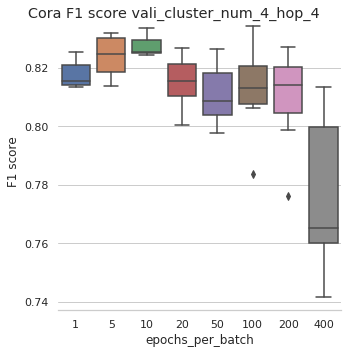 Cora F1 score vali_cluster_num_4_hop_4
0.82
0.80
0.78
0.76
0.74
F1 score
1 5 10 20 50 100 200 400
epochs_per_batch